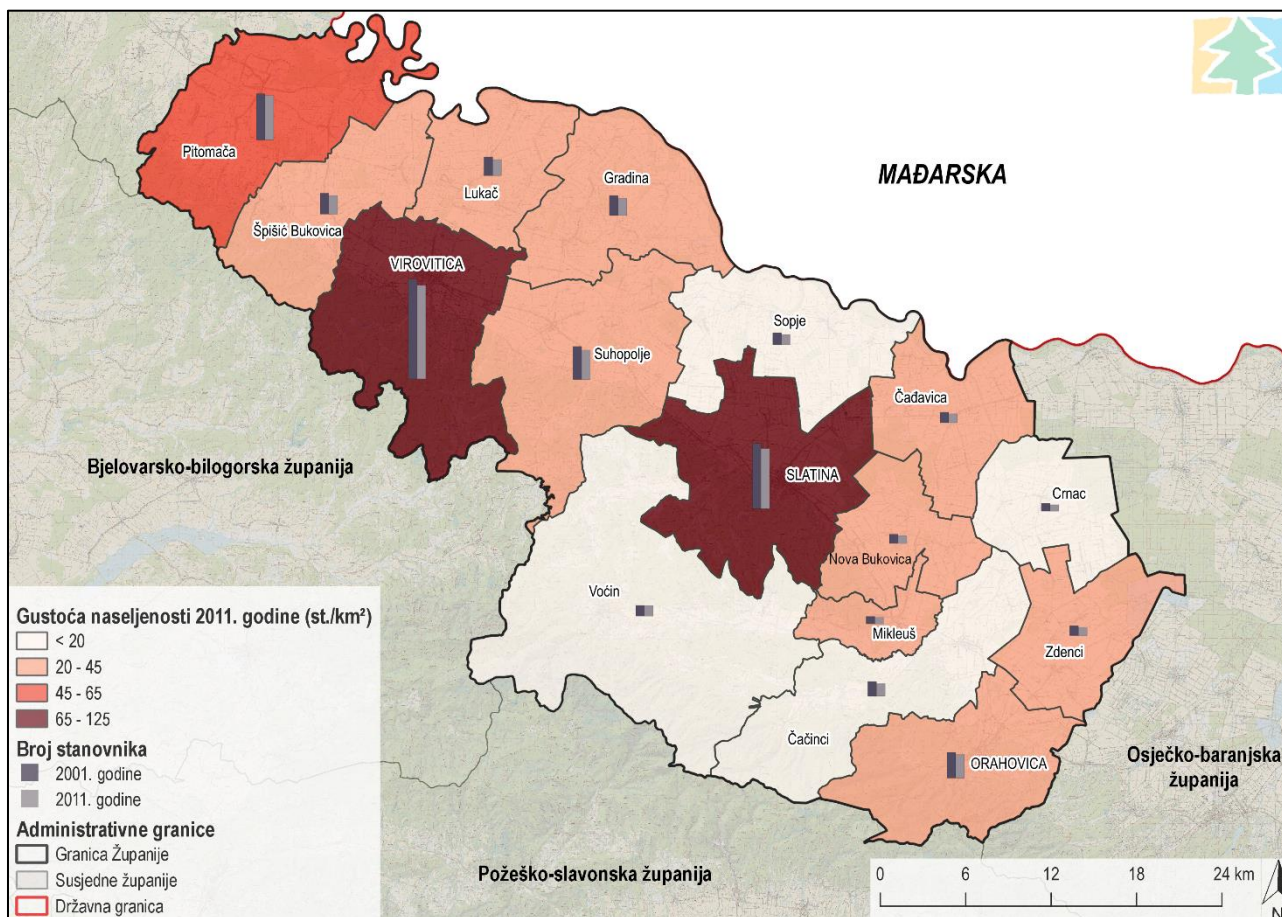 MAĐARSKA
Pitomača
Lukač
Gradina
Špišić Bukovica
VIROVITICA
Sopje
Suhopolje
Čađavica
Bjelovarsko-bilogorska županija
SLATINA
Crnac
Nova Bukovica
Voćin
Mikleuš
Zdenci
Čačinci
ORAHOVICA
Osječko-baranjska
županija
Požeško-slavonska županija
Gustoća naseljenosti 2011. godine (st./km²)
< 20
20 - 45
45 - 65
65 - 125
Broj stanovnika
2001. godine
2011. godine
Administrativne granice
Granica Županije
Susjedne županije
Državna granica
0 6 12 18 24 km
N